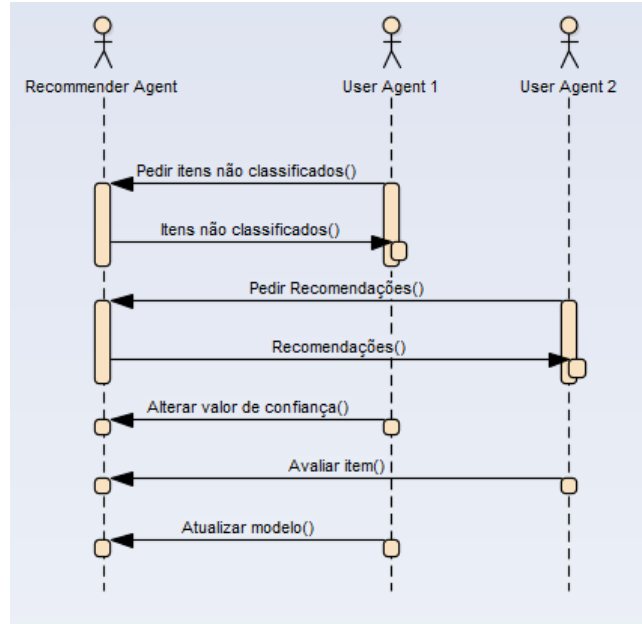 Recommender Agent
User Agent 1
User Agent 2
Pedir itens não classificados()
Itens não classificados()
Pedir Recomendações()
Recomendações()
Alterar valor de confiança()
Avaliar item()
Atualizar modelo()